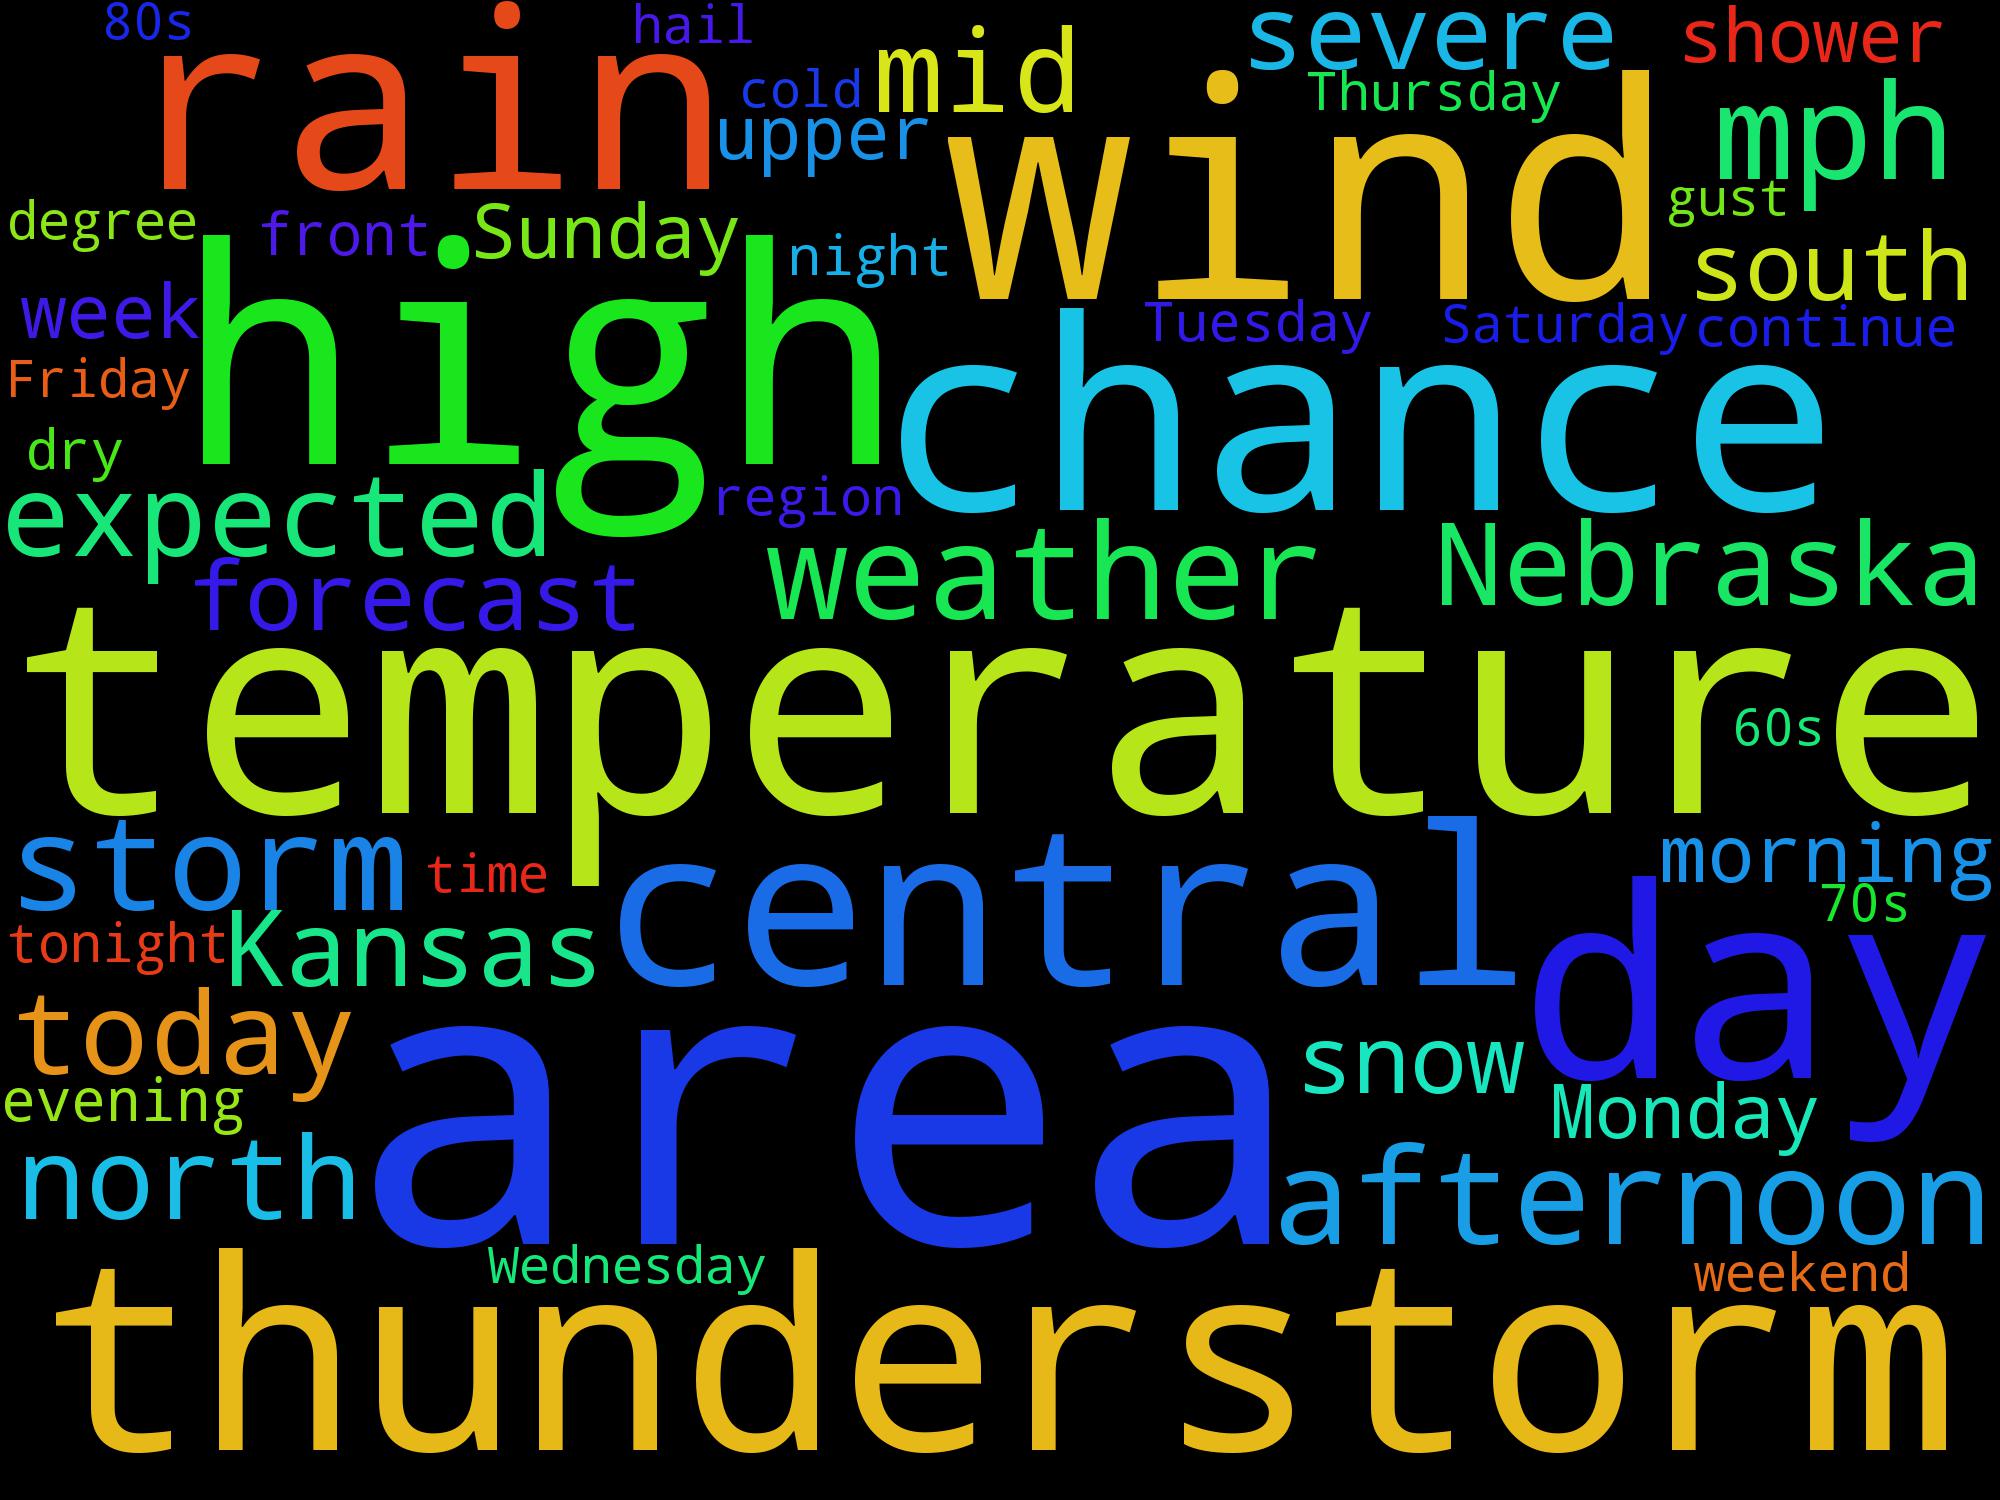 80s
rain
hail
cold
mid
upper
severe
shower
Thursday
wind
mph
gust
degree
front
Sunday
night
south
week
high
Tuesday
Saturday
continue
Friday
chance
dry
expected
region
forecast
weather
Nebraska
temperature
60s
storm
time
central
morning
70s
tonight
Kansas
day
today
area
snow
evening
Monday
north
afternoon
Wednesday
weekend
thunderstorm